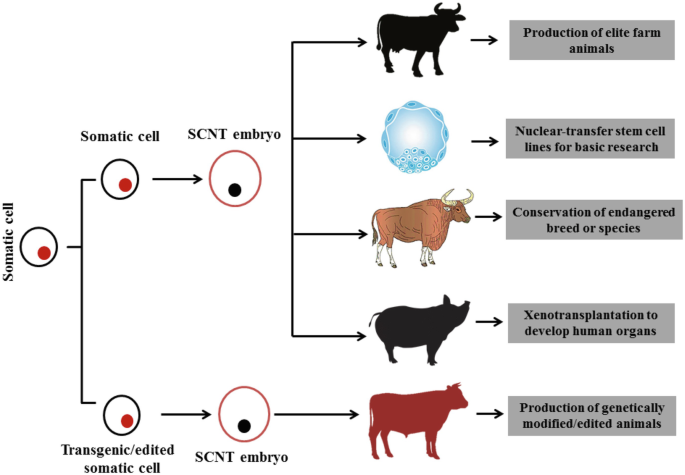 Somatic cell
Somatic cell
SCNT embryo
Production of elite farm
animals
Nuclear-transfer stem cell
lines for basic research
Conservation of endangered
breed or species
Xenotransplantation to
develop human organs
Transgenic/edited
somatic cell
SCNT embryo
Production of genetically
modified/edited animals